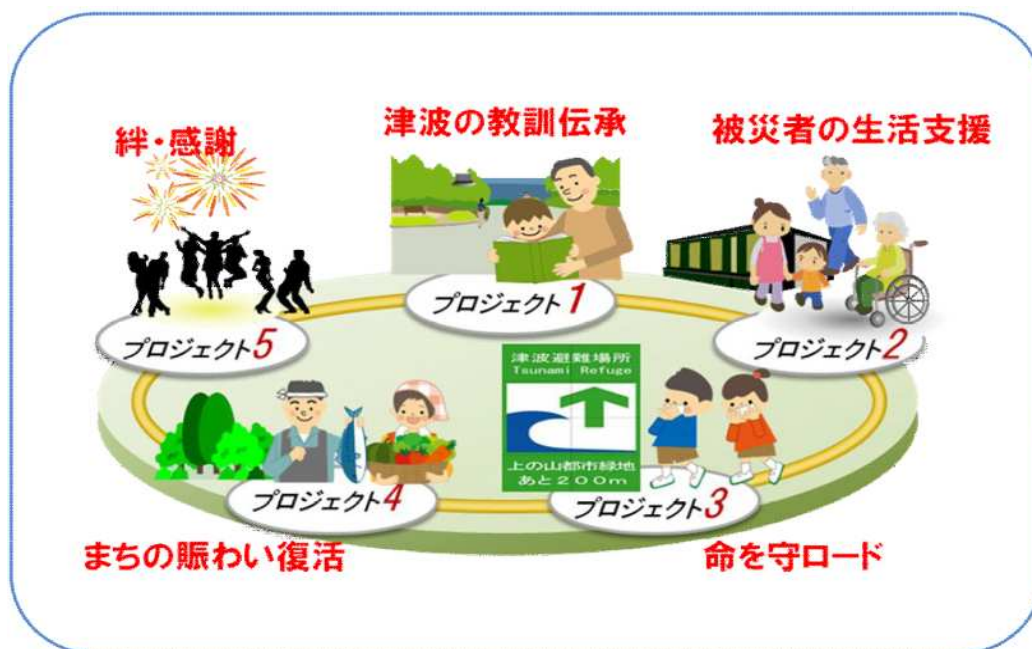 津波の教訓伝承
プロジェクト1
被災者の生活支援
プロジェクト2
津波避難場所
Tsunami Refuge
上の山都市緑地
あと200m
プロジェクト3
命を守ロード
プロジェクト4
まちの賑わい復活
絆・感謝
プロジェクト5